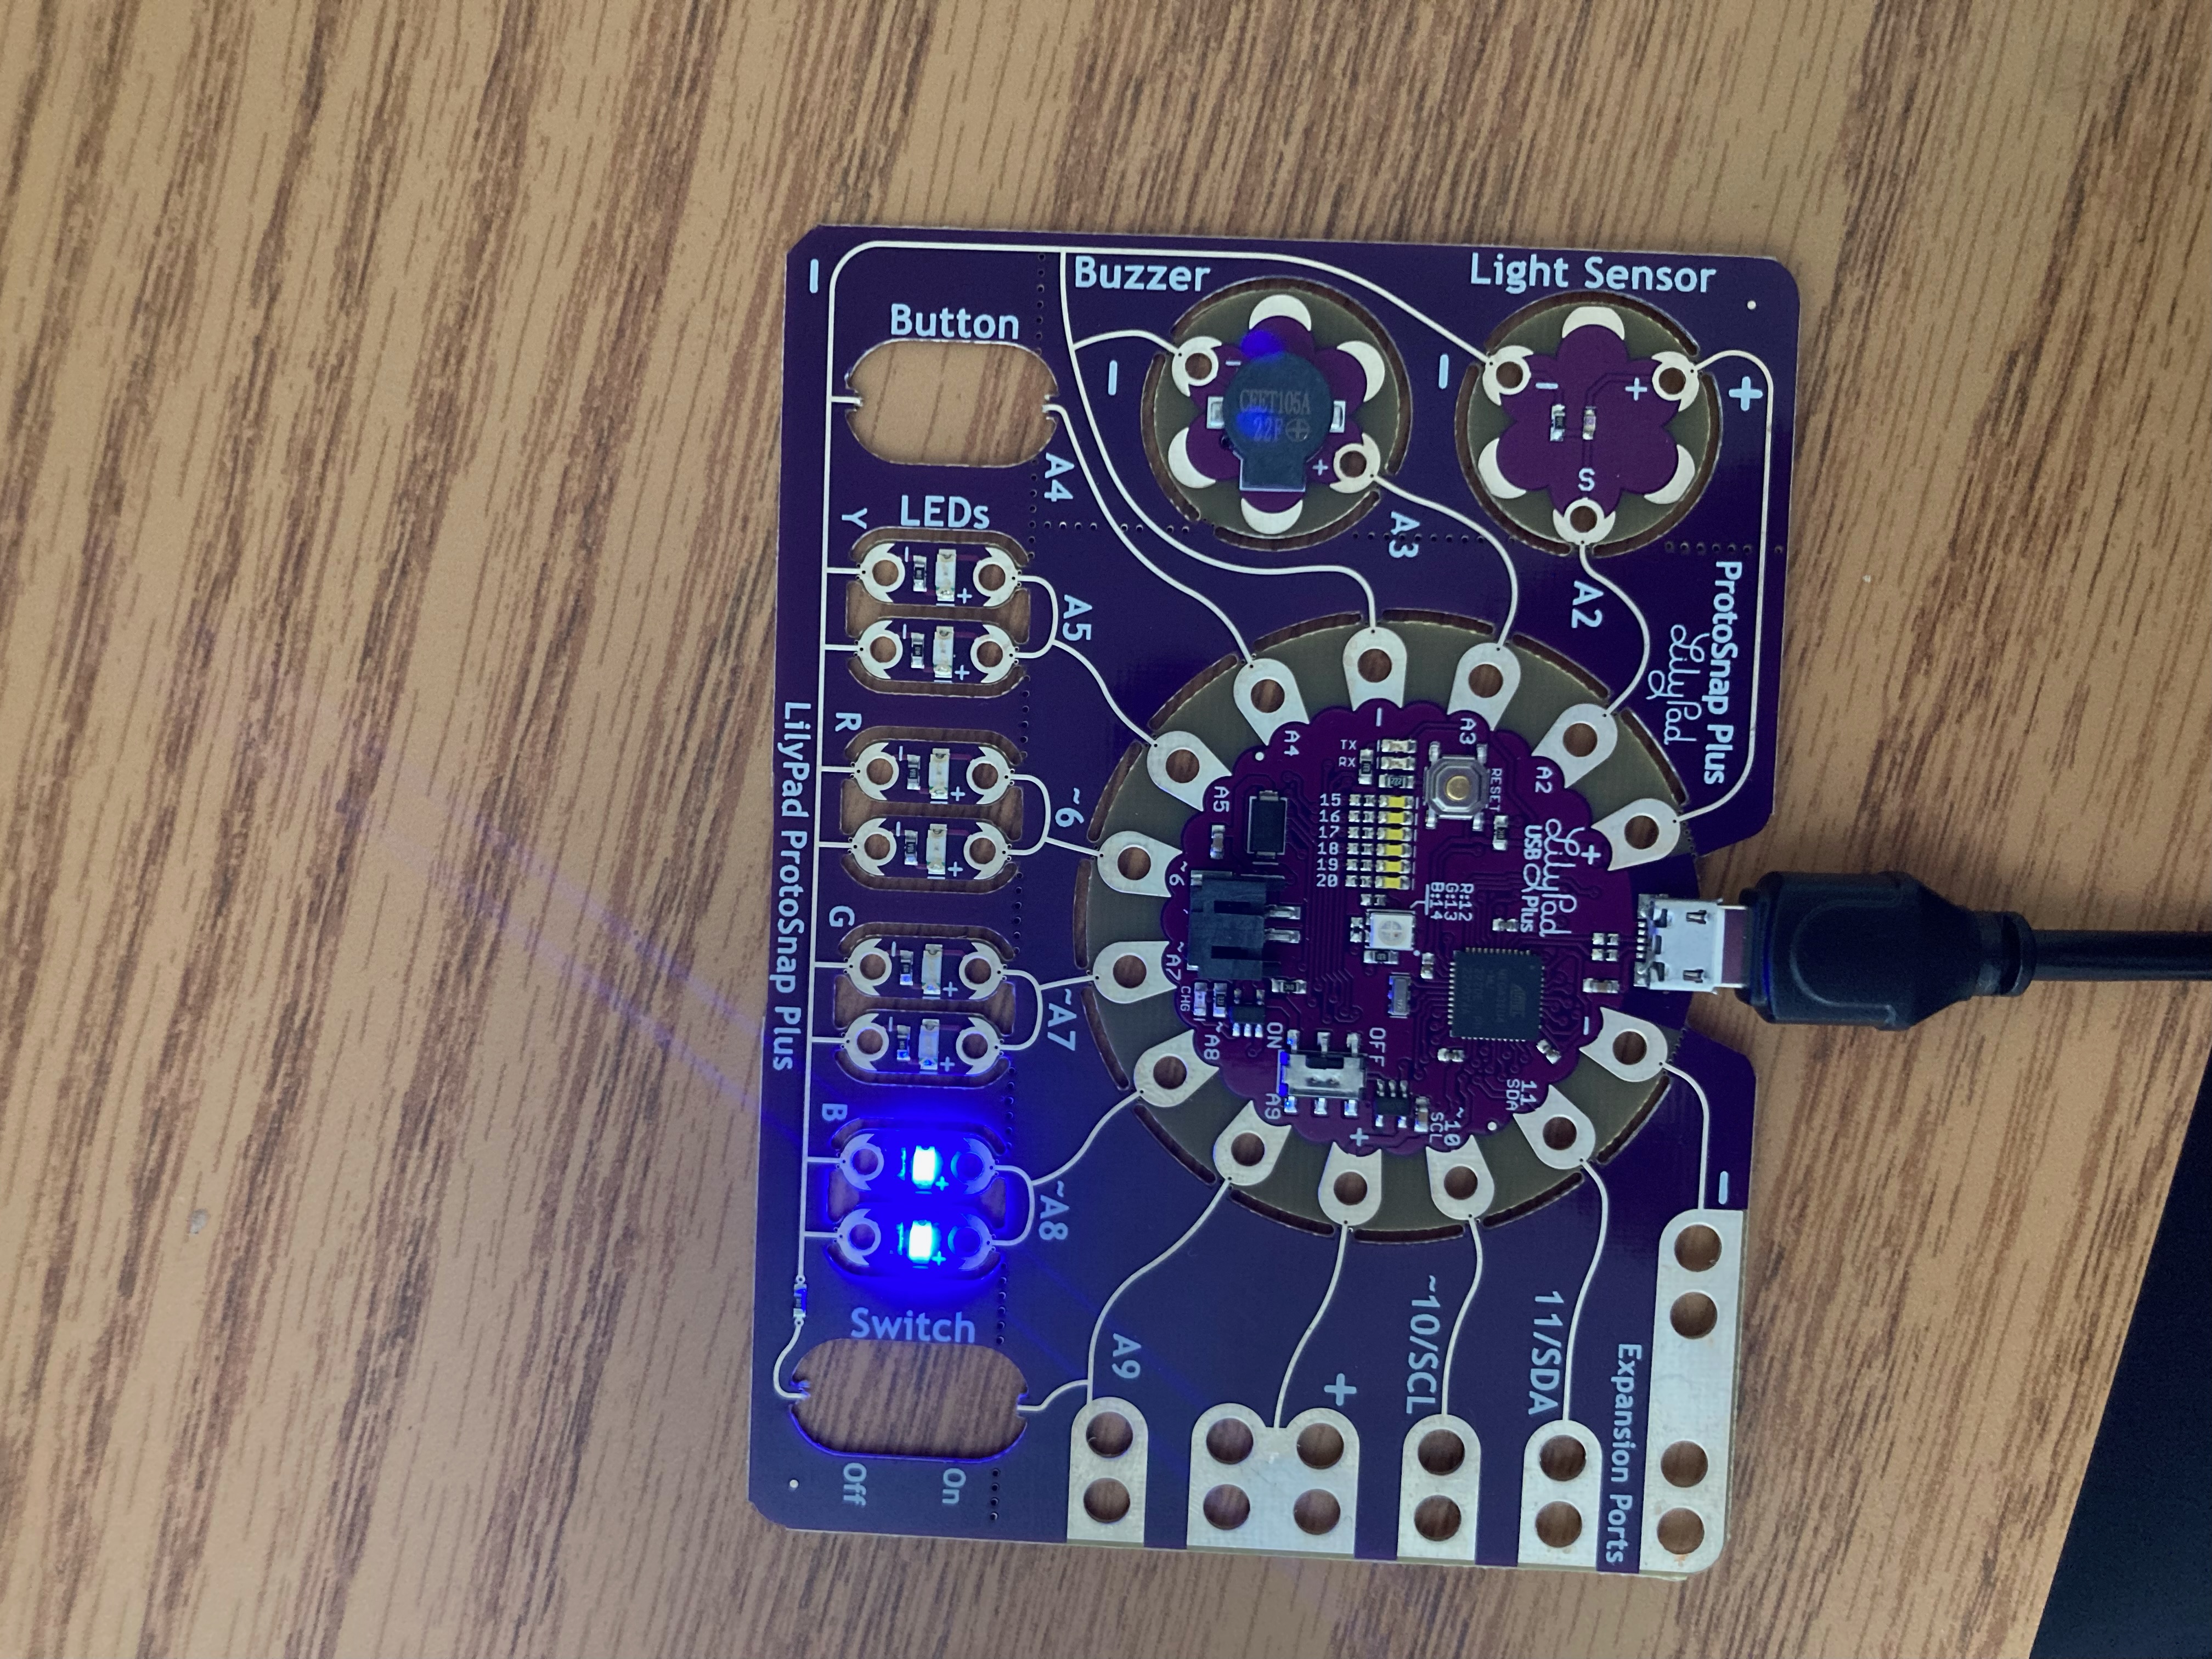 LilyPad ProtoSnap Plus
Off
On
Switch
B
G
R
Y
LEDs
Button
~A8
~A7
~6
A5
A4
A9
Buzzer
−
+
A3
~10/SCL
11/SDA
Expansion Ports
−
A2
Light Sensor
−
S
+
ProtoSnap Plus
LilyPad
+
−
~A7
~6
A5
A4
−
A3
A2
+
−
11
SDA
~10
SCL
+
A9
~A8
CHG
ON
OFF
20
19
18
17
16
15
RX
TX
R:12
G:13
B:14
RESET
LilyPad
USB
Plus